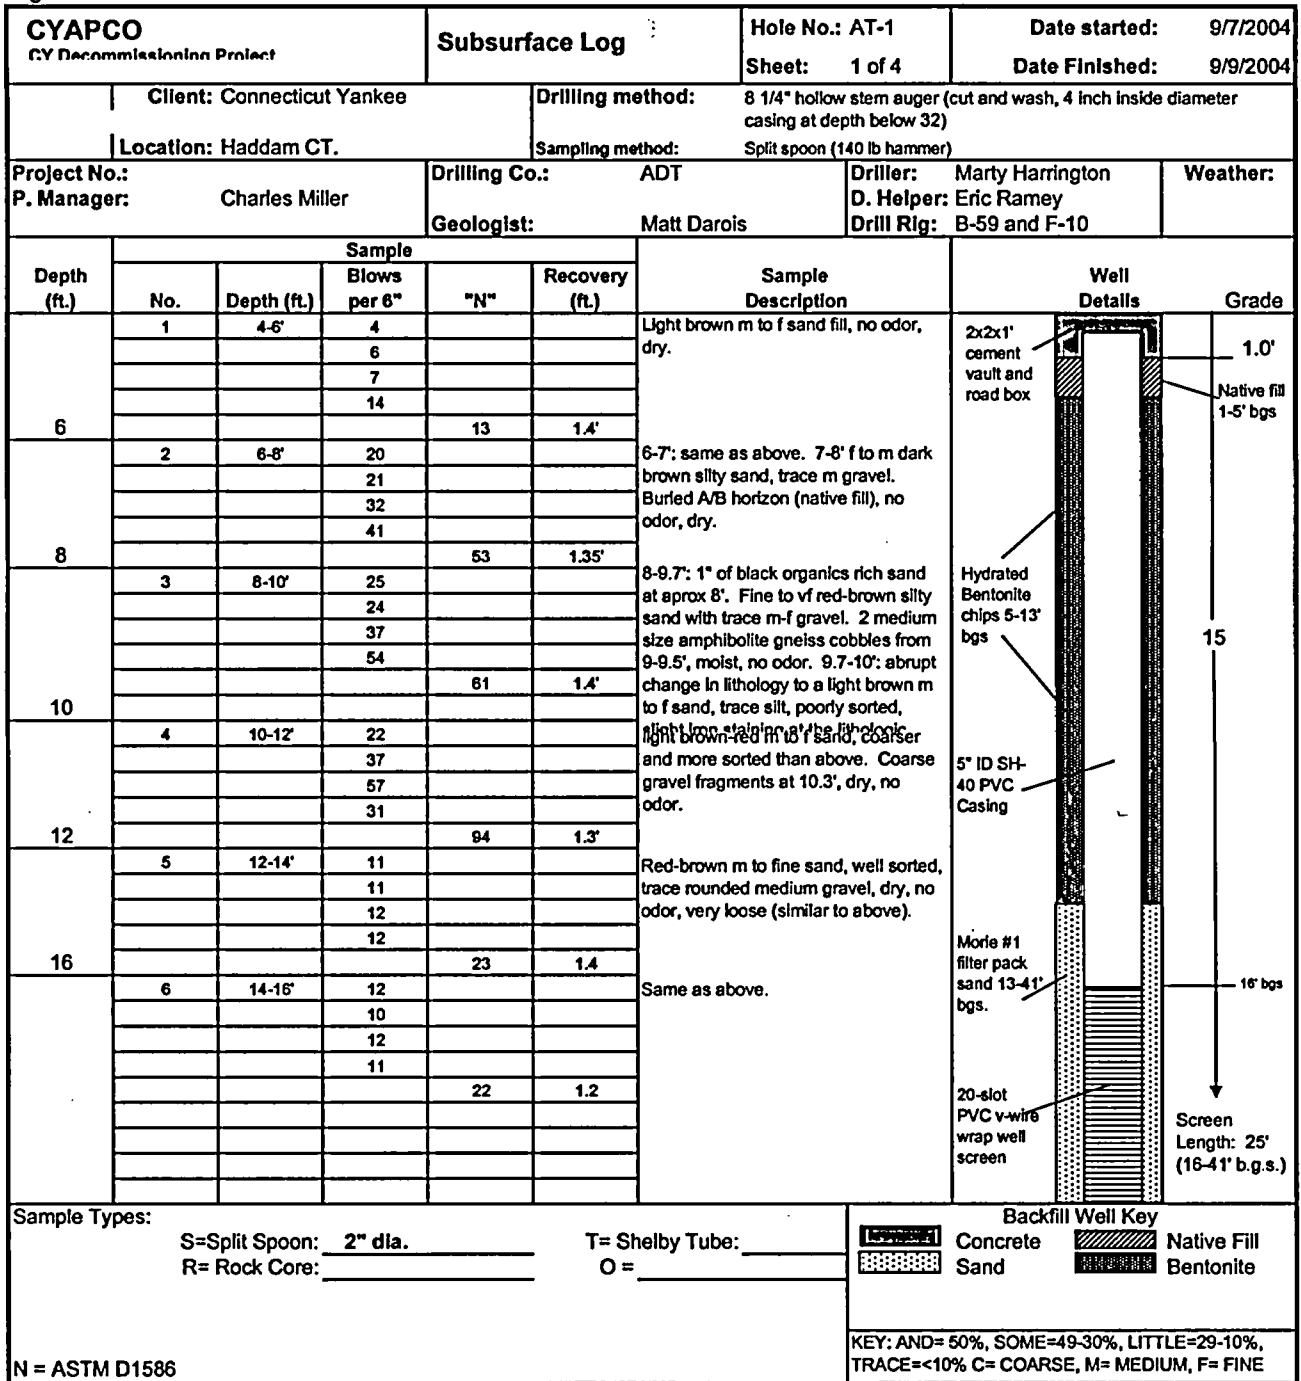 CYAPCO
CY Decommissioning Project
Subsurface Log
Hole No.: AT-1
Date started: 9/7/2004
Sheet: 1 of 4
Date Finished: 9/9/2004
Client: Connecticut Yankee
Drilling method: 8 1/4" hollow stem auger (cut and wash, 4 inch inside diameter
casing at depth below 32)
Location: Haddam CT.
Sampling method: Split spoon (140 lb hammer)
Project No.:
Drilling Co.: ADT
Driller: Marty Harrington
Weather:
P. Manager: Charles Miller
D. Helper: Eric Ramey
Geologist: Matt Darois
Drill Rig: B-59 and F-10
Sample
Depth (ft.) No. Depth (ft.) Blows per 6" "N" Recovery (ft.) Sample Description Well Details Grade
1 4-6' 4
6
7
14
6 13 1.4'
Light brown m to f sand fill, no odor,
dry.
2 6-8' 20
21
32
41
8 53 1.35'
6-7': same as above. 7-8' f to m dark
brown silty sand, trace m gravel.
Buried A/B horizon (native fill), no
odor, dry.
3 8-10' 25
24
37
54
61 1.4'
10
8-9.7': 1" of black organics rich sand
at aprox 8'. Fine to vf red-brown silty
sand with trace m-f gravel. 2 medium
size amphibolite gneiss cobbles from
9-9.5', moist, no odor. 9.7-10': abrupt
change in lithology to a light brown m
to f sand, trace silt, poorly sorted,
slight iron staining at the lithologic
4 10-12' 22
37
57
31
12 94 1.3'
light brown-red m to f sand, coarser
and more sorted than above. Coarse
gravel fragments at 10.3', dry, no
odor.
5 12-14' 11
11
12
12
16 23 1.4
Red-brown m to fine sand, well sorted,
trace rounded medium gravel, dry, no
odor, very loose (similar to above).
6 14-16' 12
10
12
11
22 1.2
Same as above.
2x2x1'
cement
vault and
road box
1.0'
Native fill
1-5' bgs
Hydrated
Bentonite
chips 5-13'
bgs
15
5" ID SH-
40 PVC
Casing
Morie #1
filter pack
sand 13-41'
bgs.
16' bgs
20-slot
PVC v-wire
wrap well
screen
Screen
Length: 25'
(16-41' b.g.s.)
Sample Types:
S=Split Spoon: 2" dia.
T= Shelby Tube:
R= Rock Core:
O =
N = ASTM D1586
Backfill Well Key
Concrete Native Fill
Sand Bentonite
KEY: AND= 50%, SOME=49-30%, LITTLE=29-10%,
TRACE=<10% C= COARSE, M= MEDIUM, F= FINE